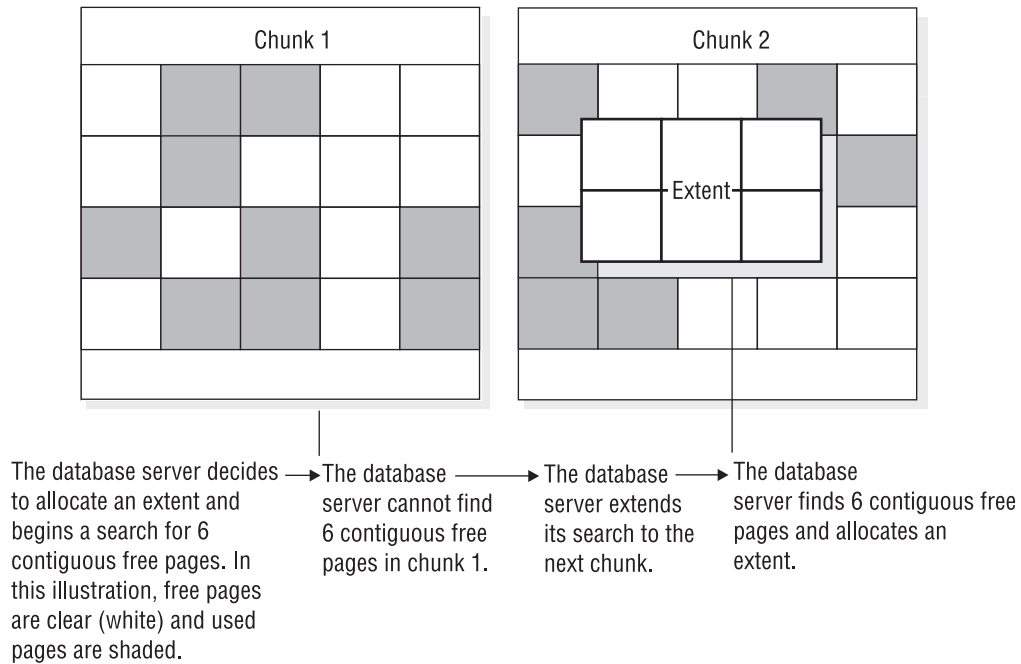 Chunk 1
Chunk 2
Extent
The database server decides
to allocate an extent and
begins a search for 6
contiguous free pages. In
this illustration, free pages
are clear (white) and used
pages are shaded.
The database
server cannot find
6 contiguous free
pages in chunk 1.
The database
server extends
its search to the
next chunk.
The database
server finds 6 contiguous free
pages and allocates an
extent.